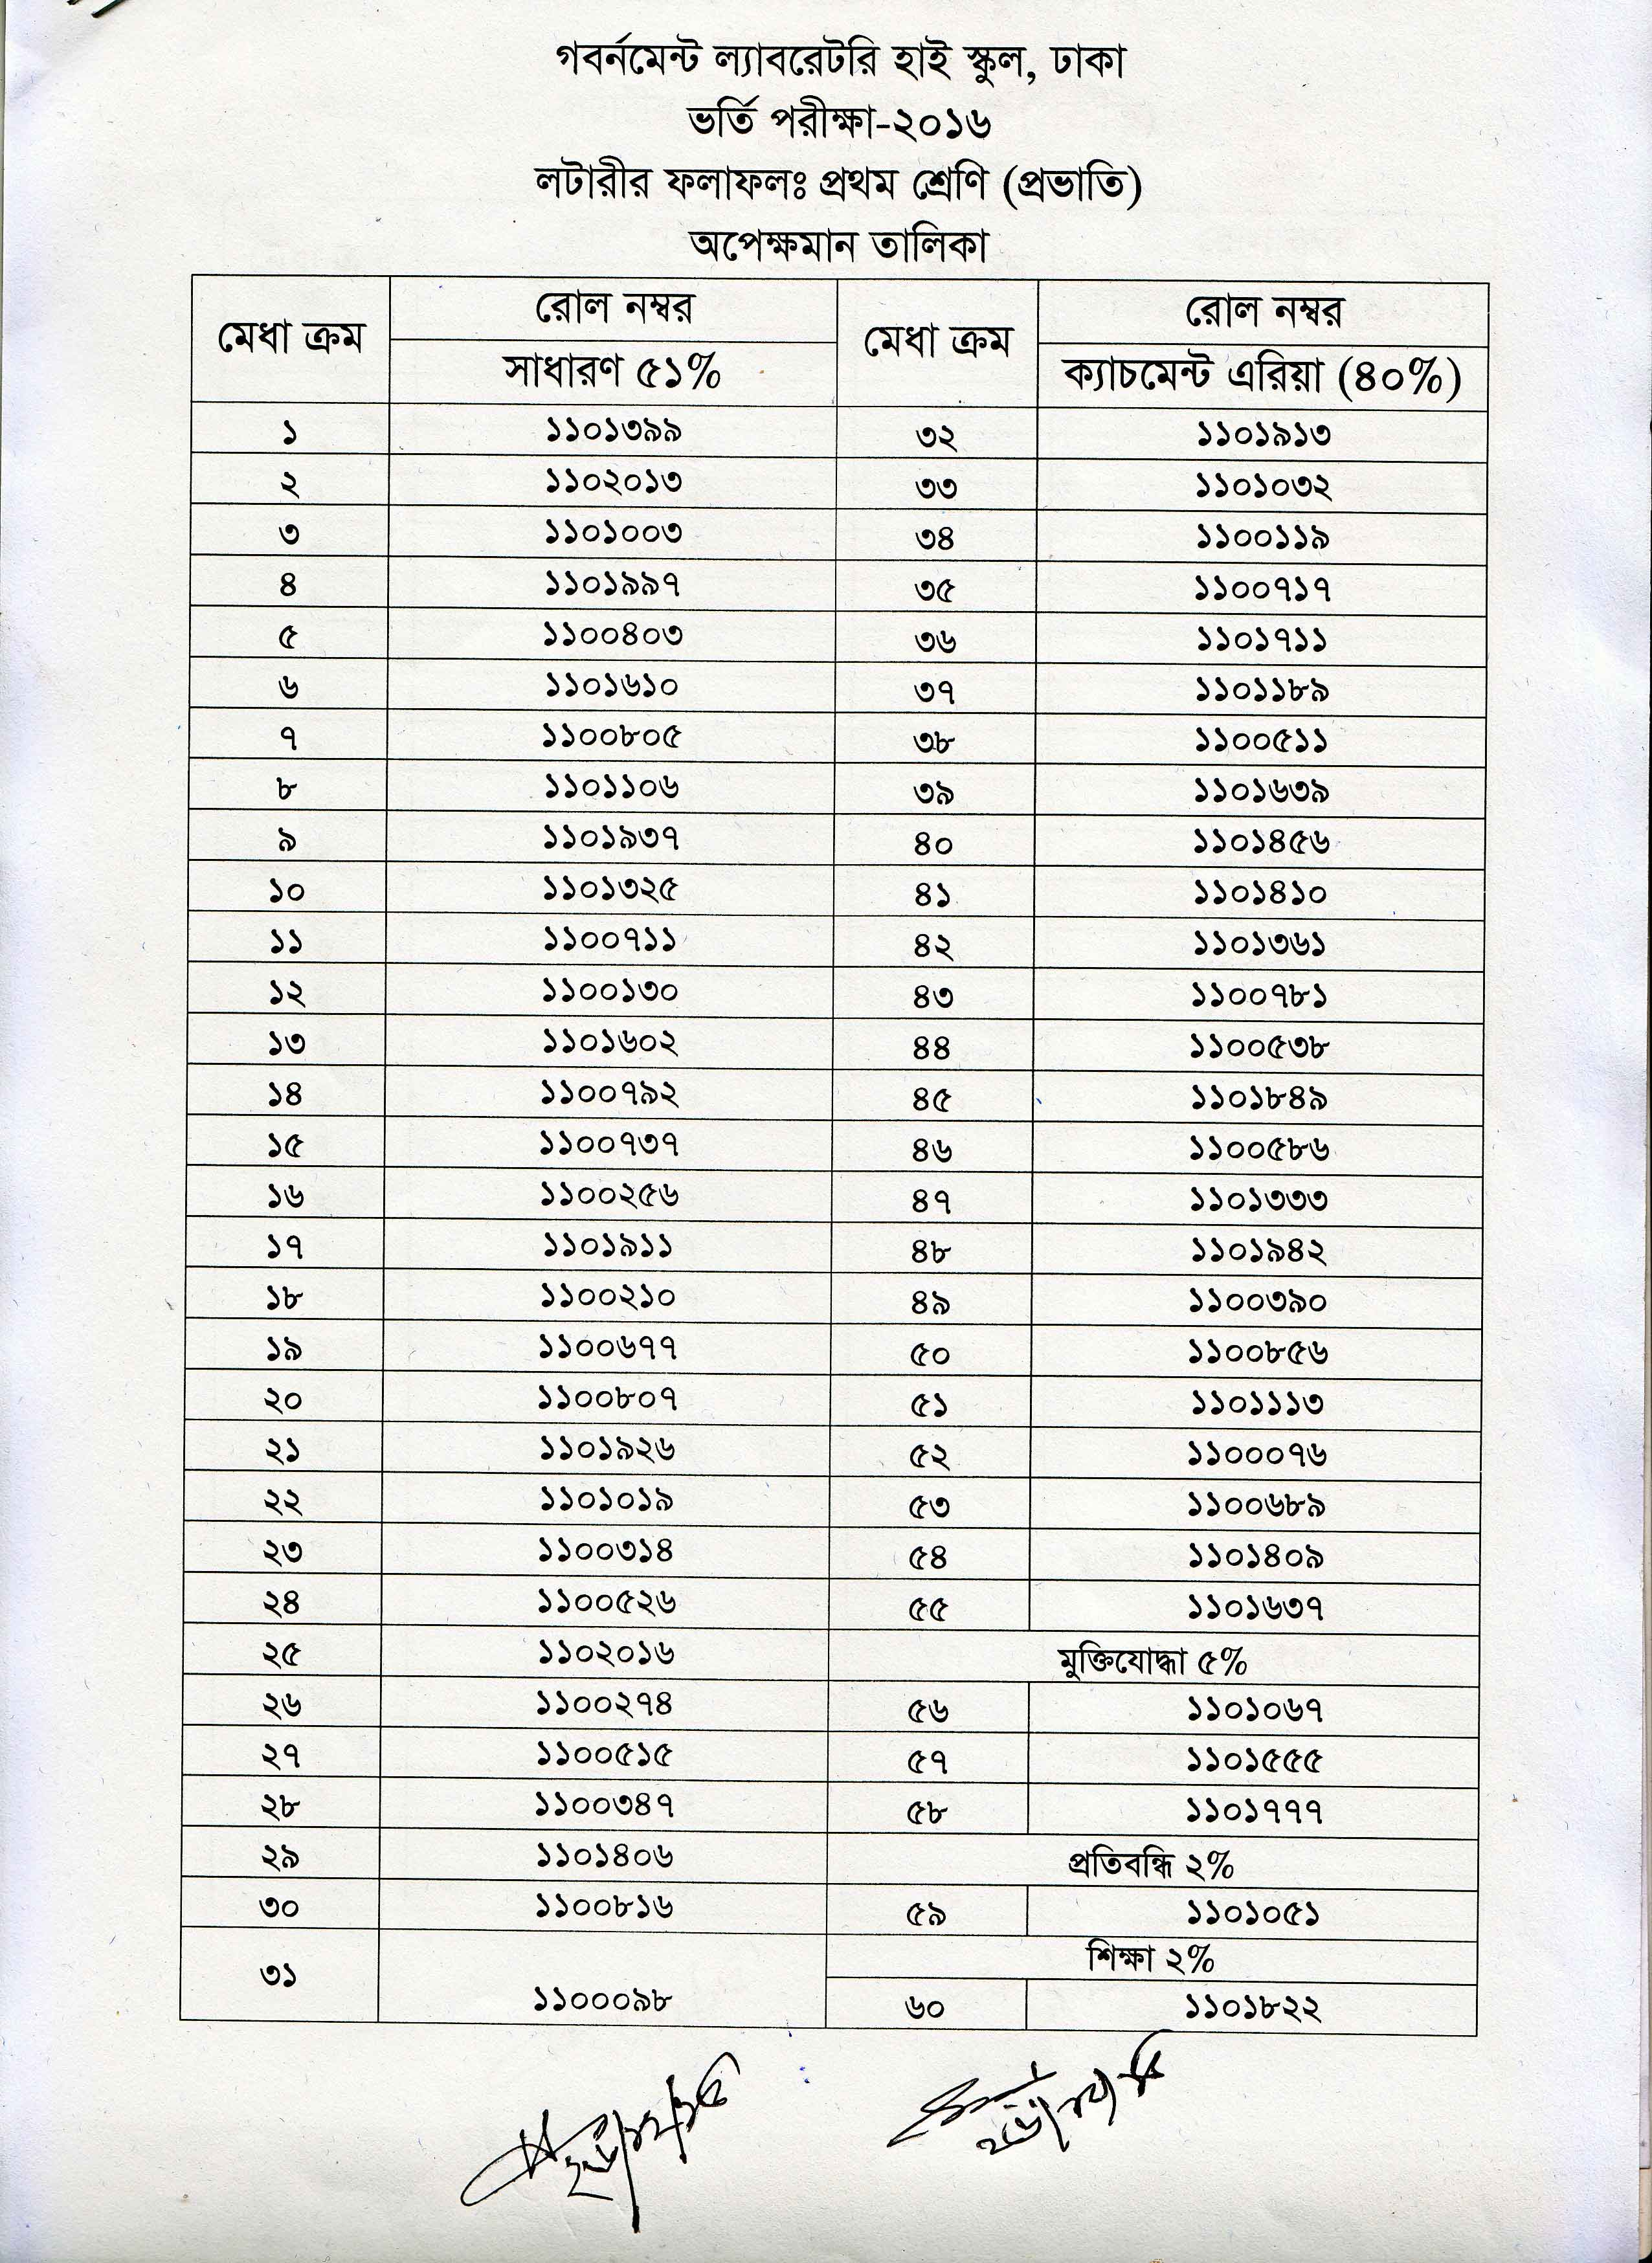 গবর্নমেন্ট ল্যাবরেটরি হাই স্কুল, ঢাকা
ভর্তি পরীক্ষা-২০১৬
লটারীর ফলাফলঃ প্রথম শ্রেণি (প্রভাতি)
অপেক্ষমান তালিকা
মেধা ক্রম রোল নম্বর মেধা ক্রম রোল নম্বর
সাধারণ ৫১% ক্যাচমেন্ট এরিয়া (৪০%)
১ ১১০১৩৯৯ ৩২ ১১০১৯১৩
২ ১১০২০১৩ ৩৩ ১১০১০৩২
৩ ১১০১০০৩ ৩৪ ১১০০১১৯
৪ ১১০১৯৯৭ ৩৫ ১১০০৭১৭
৫ ১১০০৪০৩ ৩৬ ১১০১৭১১
৬ ১১০১৬১০ ৩৭ ১১০১১৮৯
৭ ১১০০৮০৫ ৩৮ ১১০০৫১১
৮ ১১০১১০৬ ৩৯ ১১০১৬৩৯
৯ ১১০১৯৩৭ ৪০ ১১০১৪৫৬
১০ ১১০১৩২৫ ৪১ ১১০১৪১০
১১ ১১০০৭১১ ৪২ ১১০১৩৬১
১২ ১১০০১৩০ ৪৩ ১১০০৭৮১
১৩ ১১০১৬০২ ৪৪ ১১০০৫৩৮
১৪ ১১০০৭৯২ ৪৫ ১১০১৮৪৯
১৫ ১১০০৭৩৭ ৪৬ ১১০০৫৮৬
১৬ ১১০০২৫৬ ৪৭ ১১০১৩৩৩
১৭ ১১০১৯১১ ৪৮ ১১০১৯৪২
১৮ ১১০০২১০ ৪৯ ১১০০৩৯০
১৯ ১১০০৬৭৭ ৫০ ১১০০৮৫৬
২০ ১১০০৮০৭ ৫১ ১১০১১১৩
২১ ১১০১৯২৬ ৫২ ১১০০০৭৬
২২ ১১০১০১৯ ৫৩ ১১০০৬৮৯
২৩ ১১০০৩১৪ ৫৪ ১১০১৪০৯
২৪ ১১০০৫২৬ ৫৫ ১১০১৬৩৭
২৫ ১১০২০১৬ মুক্তিযোদ্ধা ৫%
২৬ ১১০০২৭৪ ৫৬ ১১০১০৬৭
২৭ ১১০০৫১৫ ৫৭ ১১০১৫৫৫
২৮ ১১০০৩৪৭ ৫৮ ১১০১৭৭৭
২৯ ১১০১৪০৬ প্রতিবন্ধি ২%
৩০ ১১০০৮১৬ ৫৯ ১১০১০৫১
শিক্ষা ২%
৩১ ১১০০০৯৮ ৬০ ১১০১৮২২